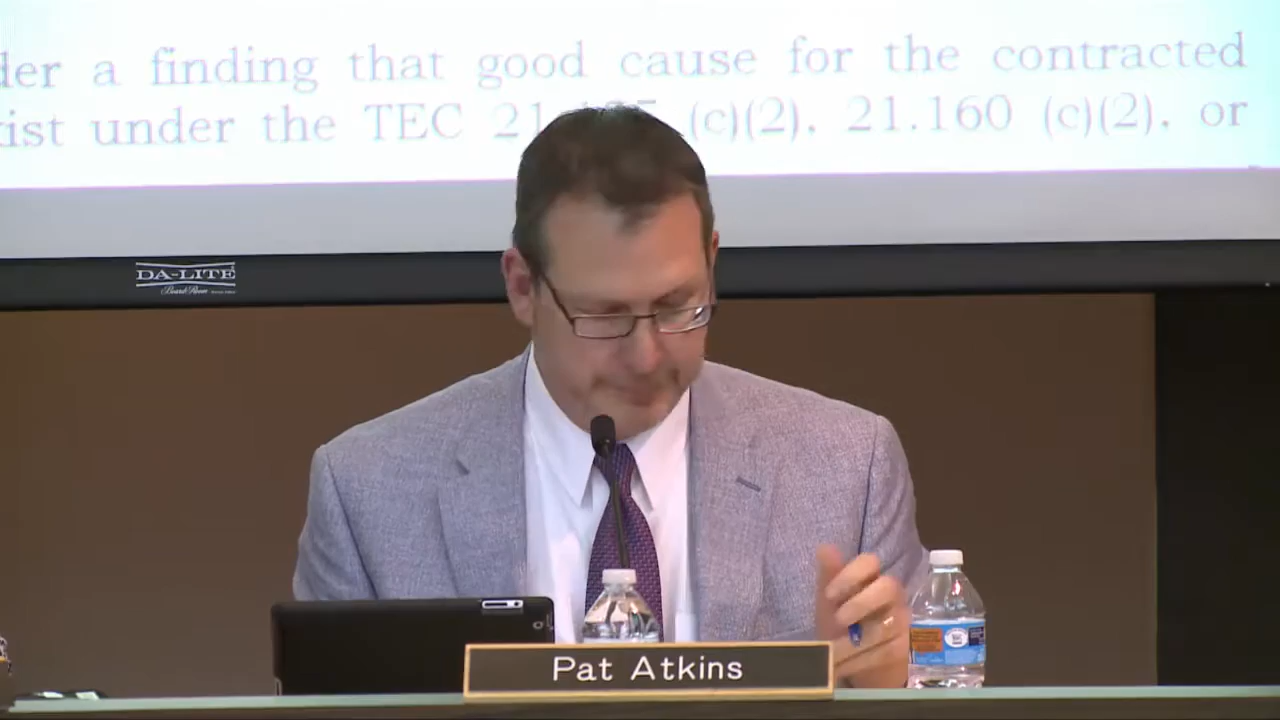 der a finding that good cause for the contracted
ist under the TEC 21. (c)(2), 21.160 (c)(2), or
DA-LITE
Pat Atkins